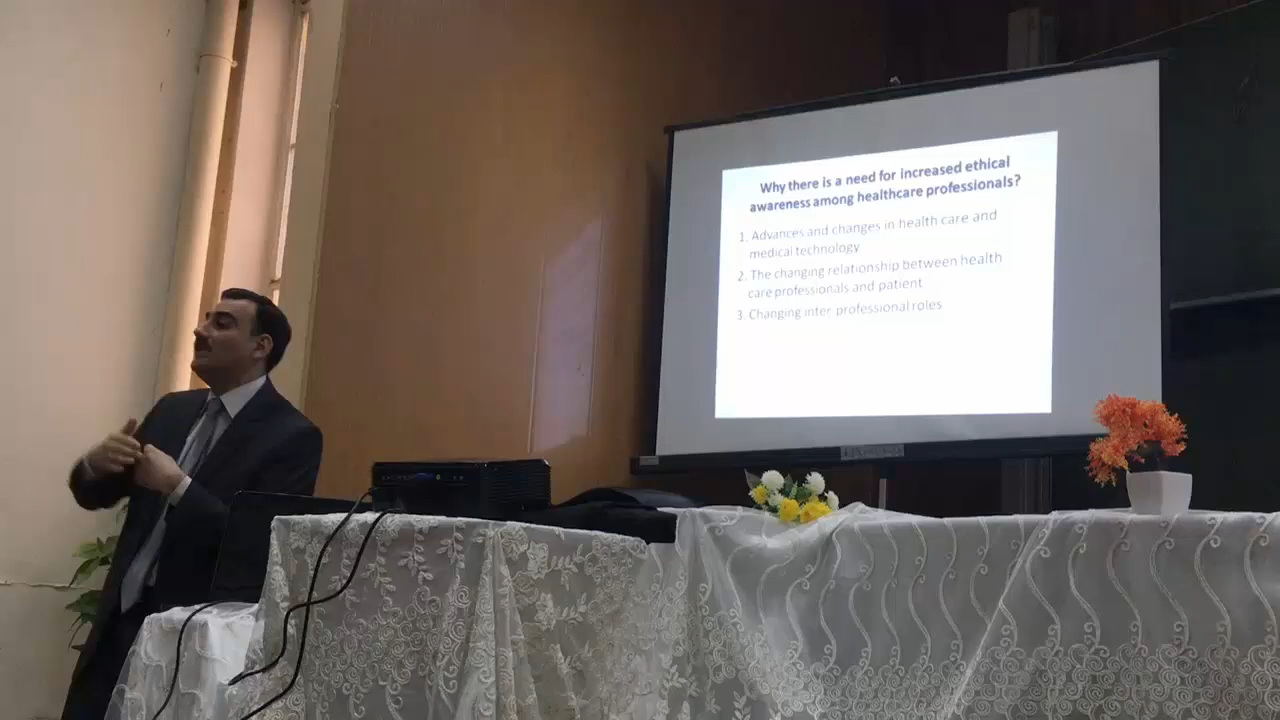 Why there is a need for increased ethical
awareness among healthcare professionals?
1. Advances and changes in health care and
medical technology
2. The changing relationship between health
care professionals and patient
3. Changing inter professional roles